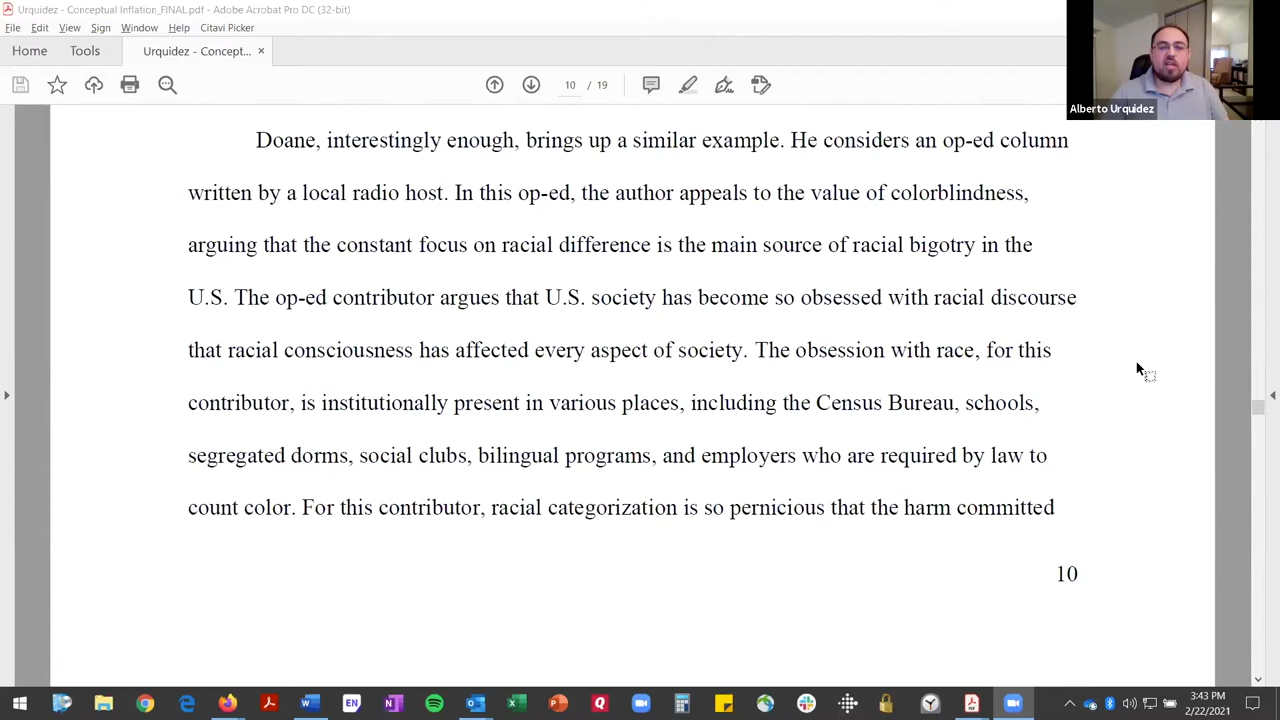 Urquidez - Conceptual Inflation_FINAL.pdf - Adobe Acrobat Pro DC (32-bit)
File Edit View Sign Window Help Citavi Picker
Home Tools Urquidez - Concept... ×
10 / 19
Alberto Urquidez
Doane, interestingly enough, brings up a similar example. He considers an op-ed column
written by a local radio host. In this op-ed, the author appeals to the value of colorblindness,
arguing that the constant focus on racial difference is the main source of racial bigotry in the
U.S. The op-ed contributor argues that U.S. society has become so obsessed with racial discourse
that racial consciousness has affected every aspect of society. The obsession with race, for this
contributor, is institutionally present in various places, including the Census Bureau, schools,
segregated dorms, social clubs, bilingual programs, and employers who are required by law to
count color. For this contributor, racial categorization is so pernicious that the harm committed
10
EN
3:43 PM
2/22/2021